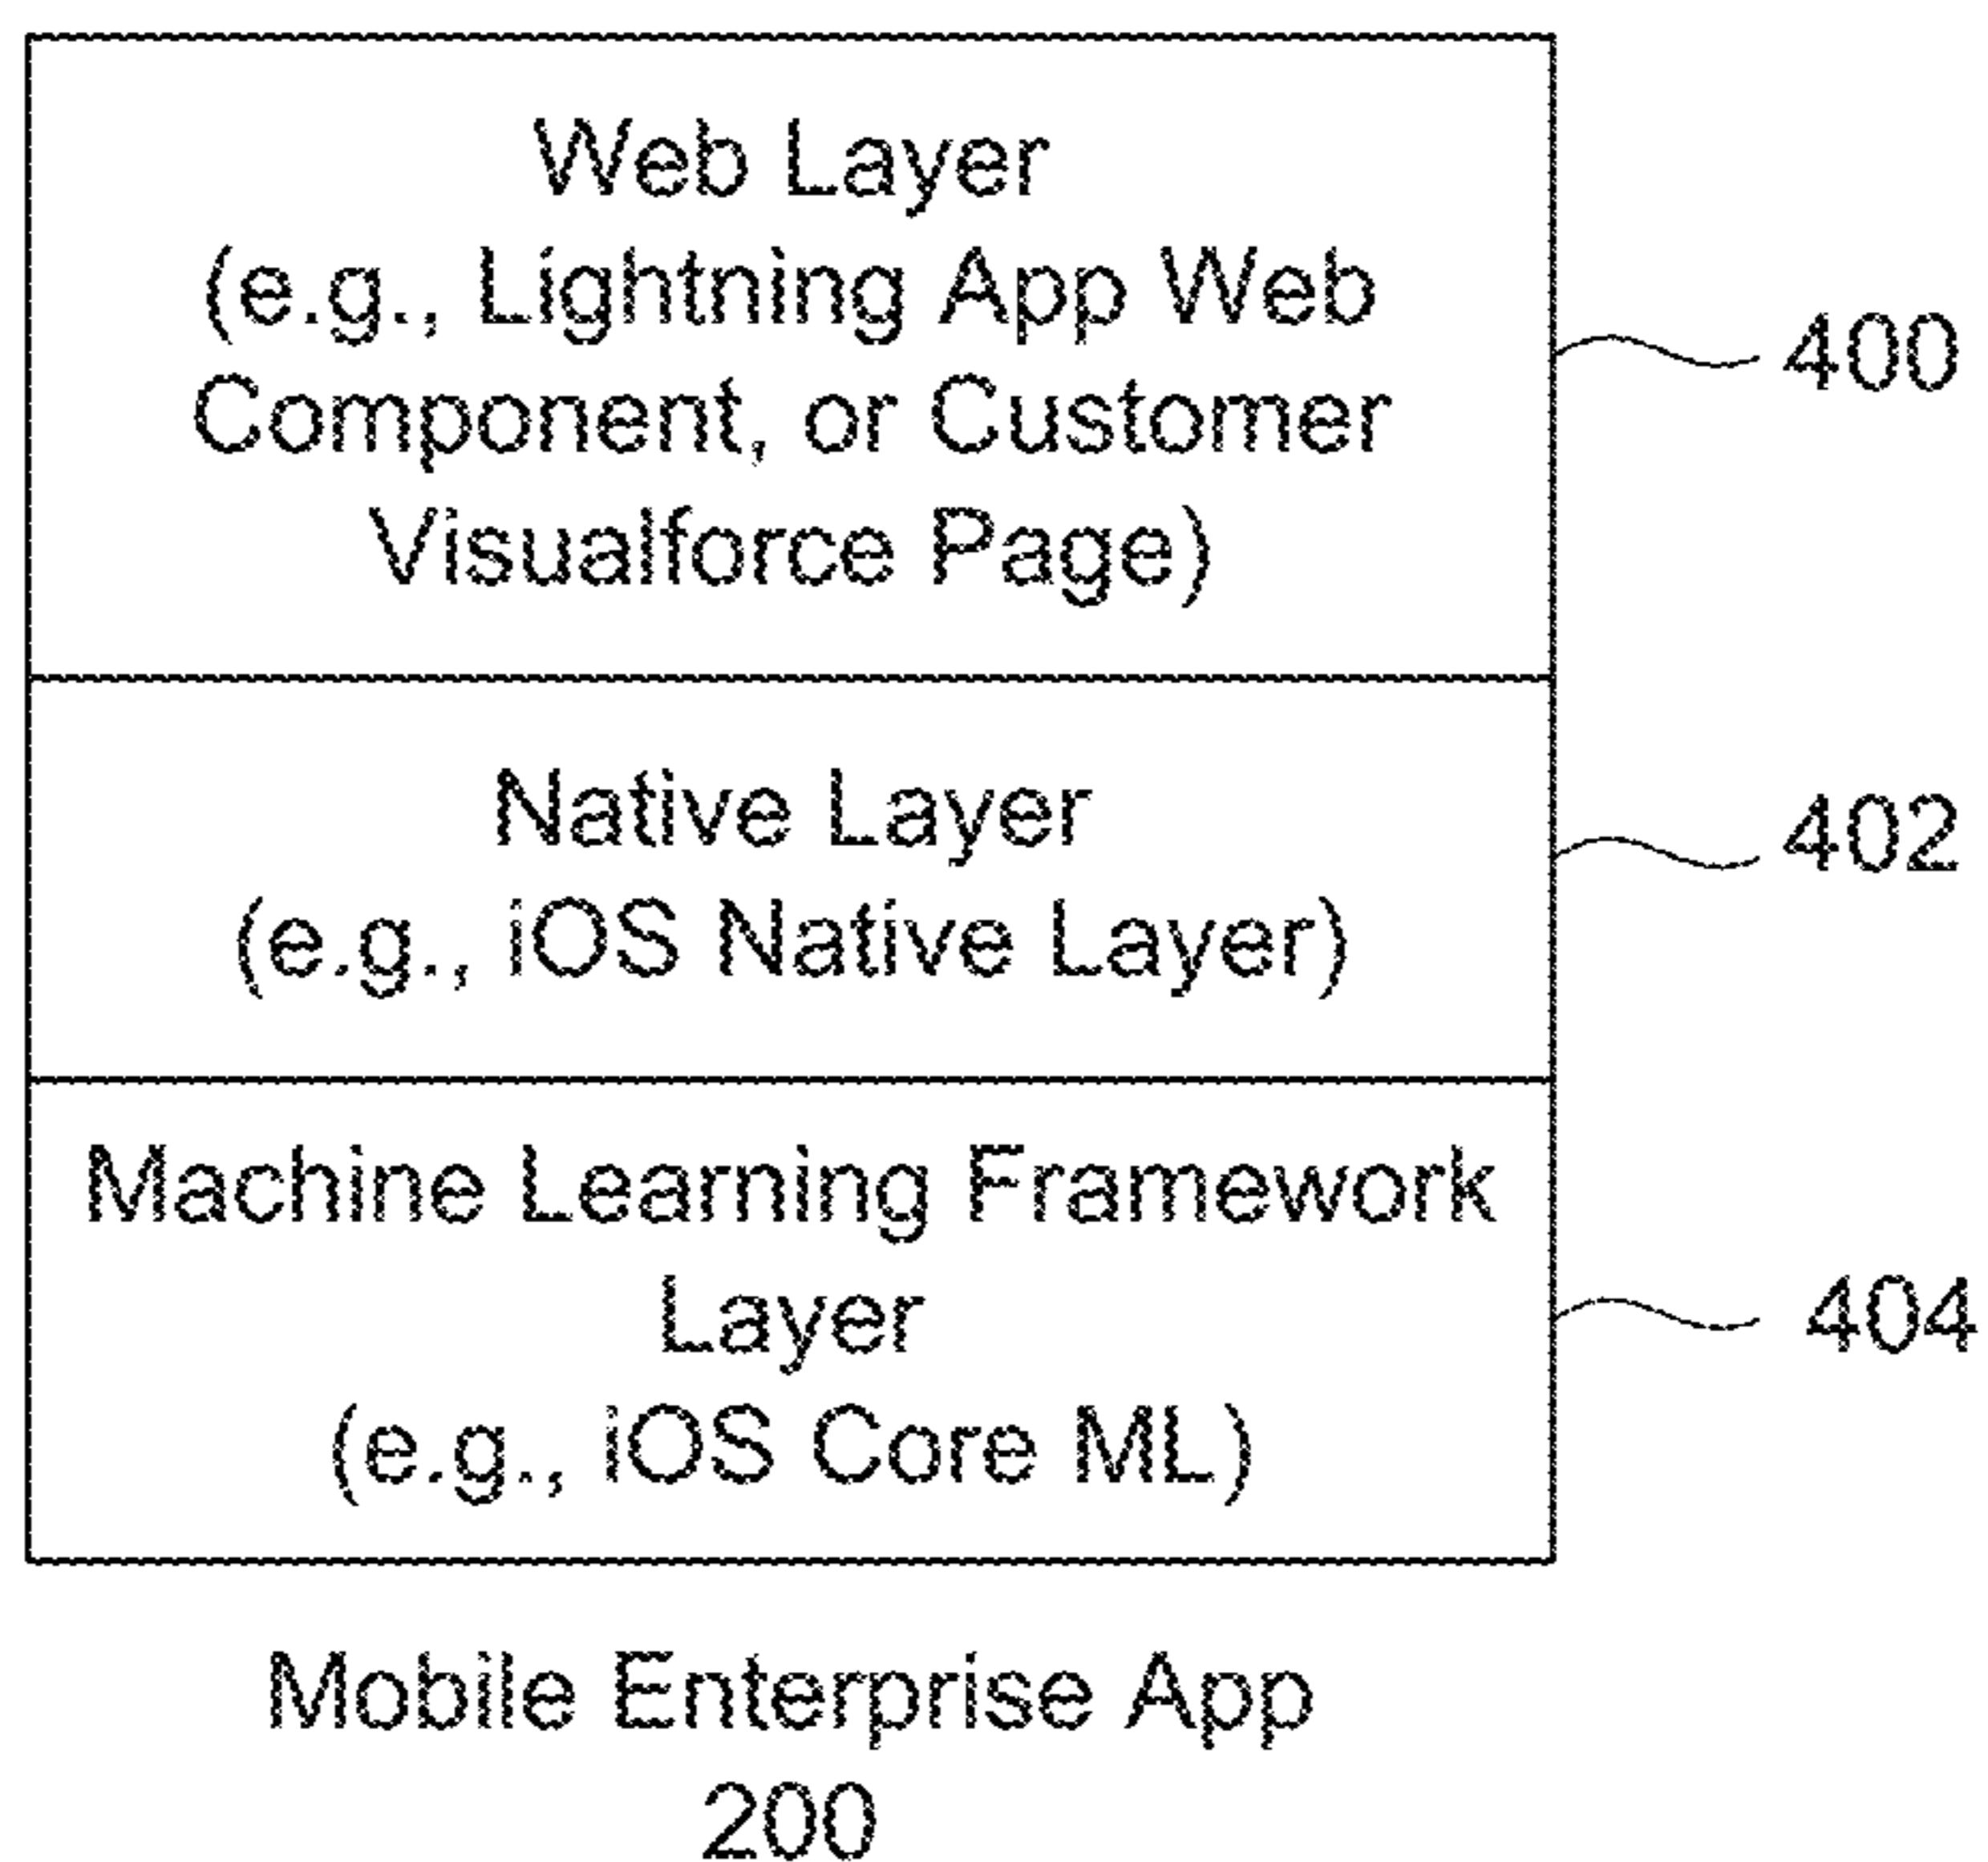 Web Layer
(e.g., Lightning App Web
Component, or Customer
Visualforce Page)
400
Native Layer
(e.g., iOS Native Layer)
402
Machine Learning Framework
Layer
(e.g., iOS Core ML)
404
Mobile Enterprise App
200